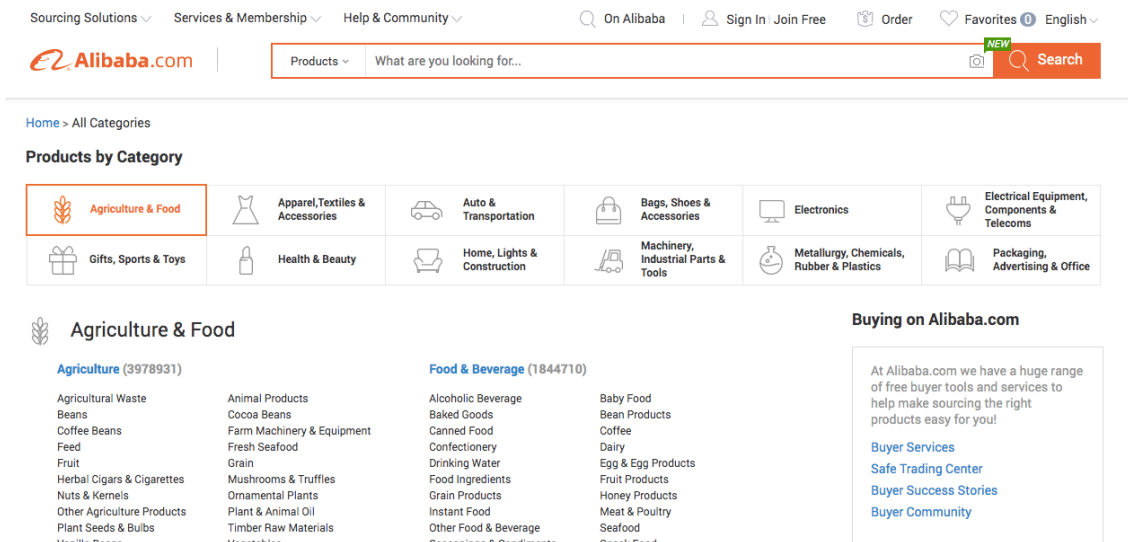 Sourcing Solutions Services & Membership Help & Community On Alibaba Sign In Join Free Order Favorites 0 English
Alibaba.com Products What are you looking for... NEW Search
Home > All Categories
Products by Category
Agriculture & Food
Apparel,Textiles &
Accessories
Auto &
Transportation
Bags, Shoes &
Accessories
Electronics
Electrical Equipment,
Components &
Telecoms
Gifts, Sports & Toys
Health & Beauty
Home, Lights &
Construction
Machinery,
Industrial Parts &
Tools
Metallurgy, Chemicals,
Rubber & Plastics
Packaging,
Advertising & Office
Agriculture & Food
Agriculture (3978931)
Agricultural Waste
Beans
Coffee Beans
Feed
Fruit
Herbal Cigars & Cigarettes
Nuts & Kernels
Other Agriculture Products
Plant Seeds & Bulbs
Vanilla Beans
Animal Products
Cocoa Beans
Farm Machinery & Equipment
Fresh Seafood
Grain
Mushrooms & Truffles
Ornamental Plants
Plant & Animal Oil
Timber Raw Materials
Vegetables
Food & Beverage (1844710)
Alcoholic Beverage
Baked Goods
Canned Food
Confectionery
Drinking Water
Food Ingredients
Grain Products
Instant Food
Other Food & Beverage
Seasonings & Condiments
Baby Food
Bean Products
Coffee
Dairy
Egg & Egg Products
Fruit Products
Honey Products
Meat & Poultry
Seafood
Snack Food
Buying on Alibaba.com
At Alibaba.com we have a huge range
of free buyer tools and services to
help make sourcing the right
products easy for you!
Buyer Services
Safe Trading Center
Buyer Success Stories
Buyer Community